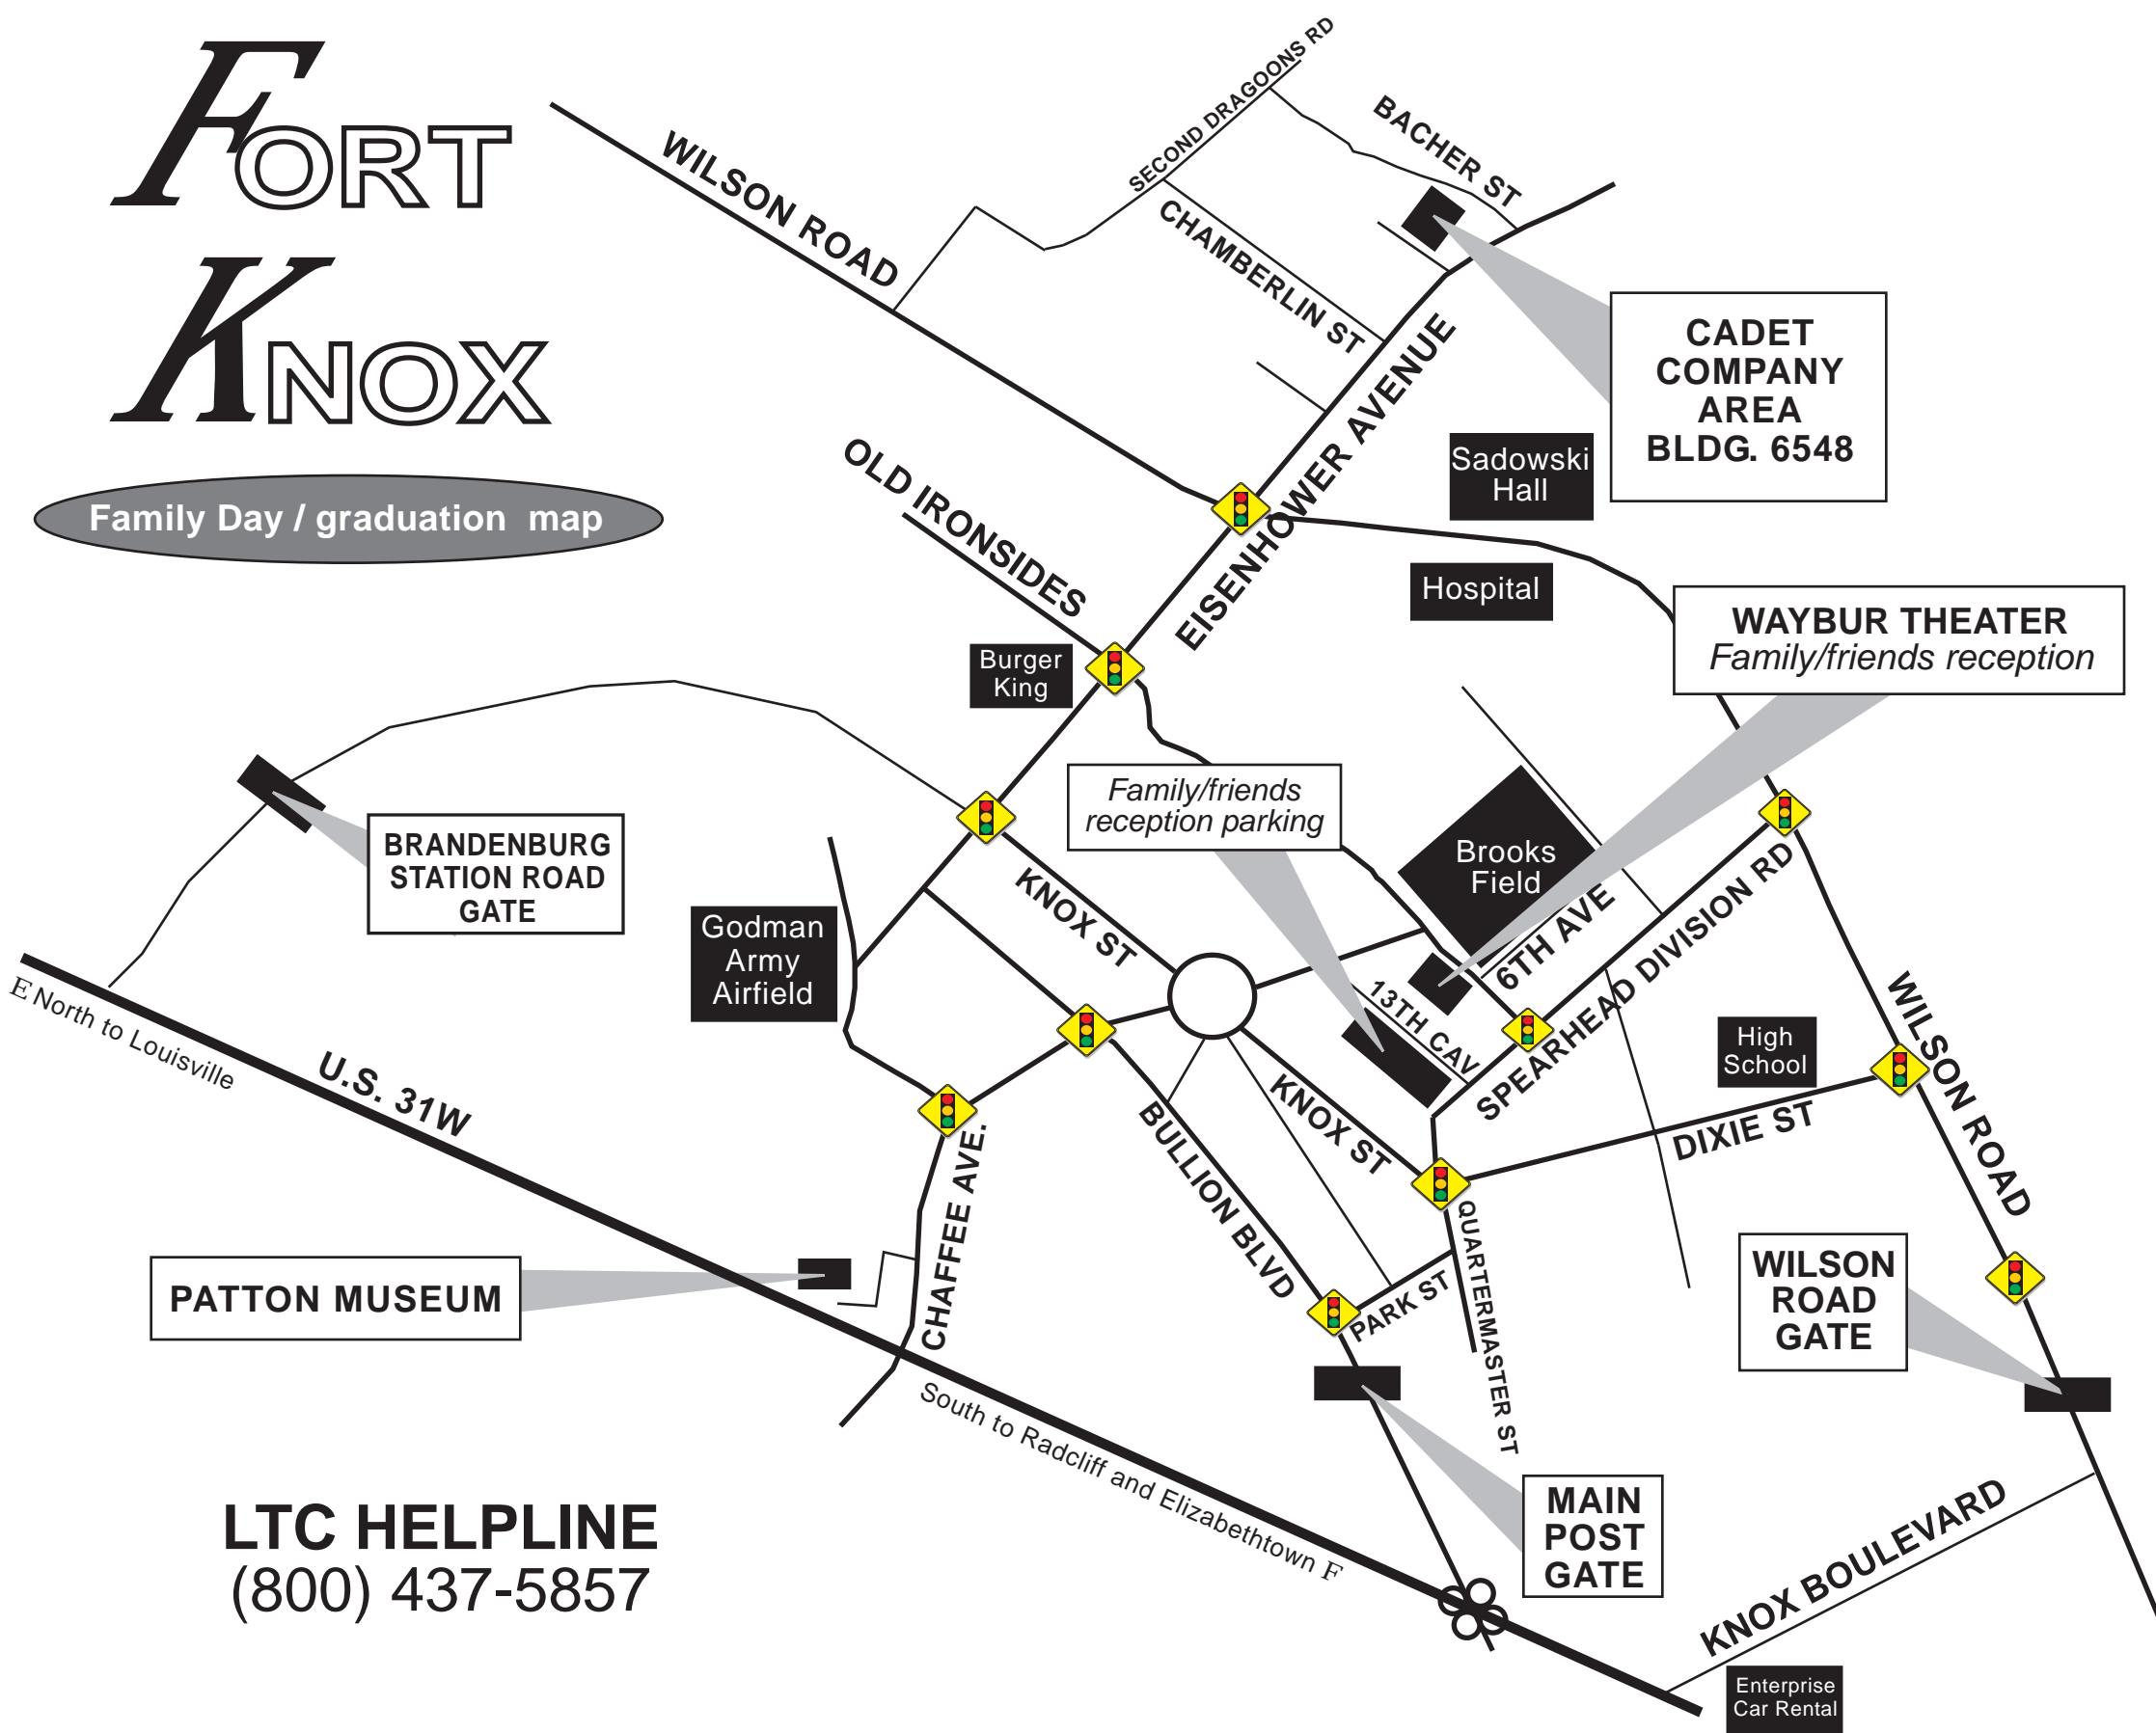 FORT
KNOX
Family Day / graduation map
WILSON ROAD
SECOND DRAGOONS RD
BACHER ST
CHAMBERLIN ST
EISENHOWER AVENUE
CADET
COMPANY
AREA
BLDG. 6548
Sadowski
Hall
OLD IRONSIDES
Hospital
WAYBUR THEATER
Family/friends reception
Burger
King
Family/friends
reception parking
BRANDENBURG
STATION ROAD
GATE
Brooks
Field
KNOX ST
6TH AVE
SPEARHEAD DIVISION RD
Godman
Army
Airfield
13TH CAV
E North to Louisville
U.S. 31W
High
School
WILSON ROAD
KNOX ST
DIXIE ST
BULLION BLVD
CHAFFEE AVE.
QUARTERMASTER ST
PARK ST
PATTON MUSEUM
WILSON
ROAD
GATE
South to Radcliff and Elizabethtown F
MAIN
POST
GATE
KNOX BOULEVARD
LTC HELPLINE
(800) 437-5857
Enterprise
Car Rental